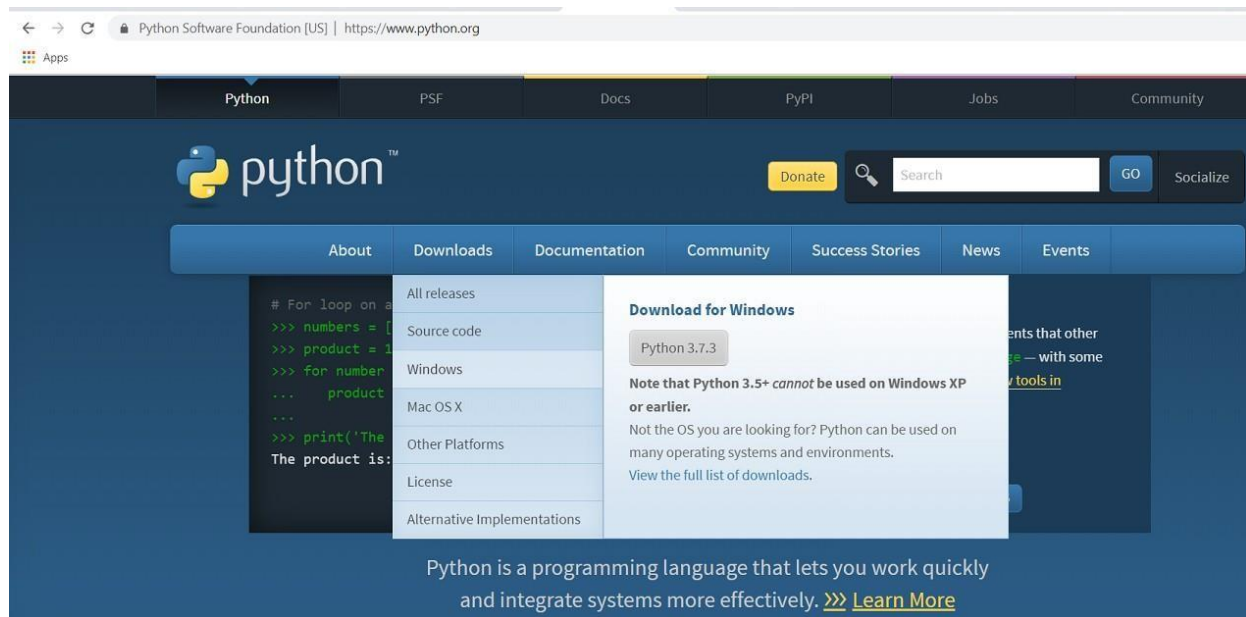 Python Software Foundation [US] | https://www.python.org
Apps
Python PSF Docs PyPI Jobs Community
python™
Donate Search GO Socialize
About Downloads Documentation Community Success Stories News Events
# For loop on a
>>> numbers = [
>>> product = 1
>>> for number
... product
...
>>> print('The
The product is:
All releases
Source code
Windows
Mac OS X
Other Platforms
License
Alternative Implementations
Download for Windows
Python 3.7.3
Note that Python 3.5+ cannot be used on Windows XP
or earlier.
Not the OS you are looking for? Python can be used on
many operating systems and environments.
View the full list of downloads.
that other
— with some
tools in
Python is a programming language that lets you work quickly
and integrate systems more effectively. >>> Learn More